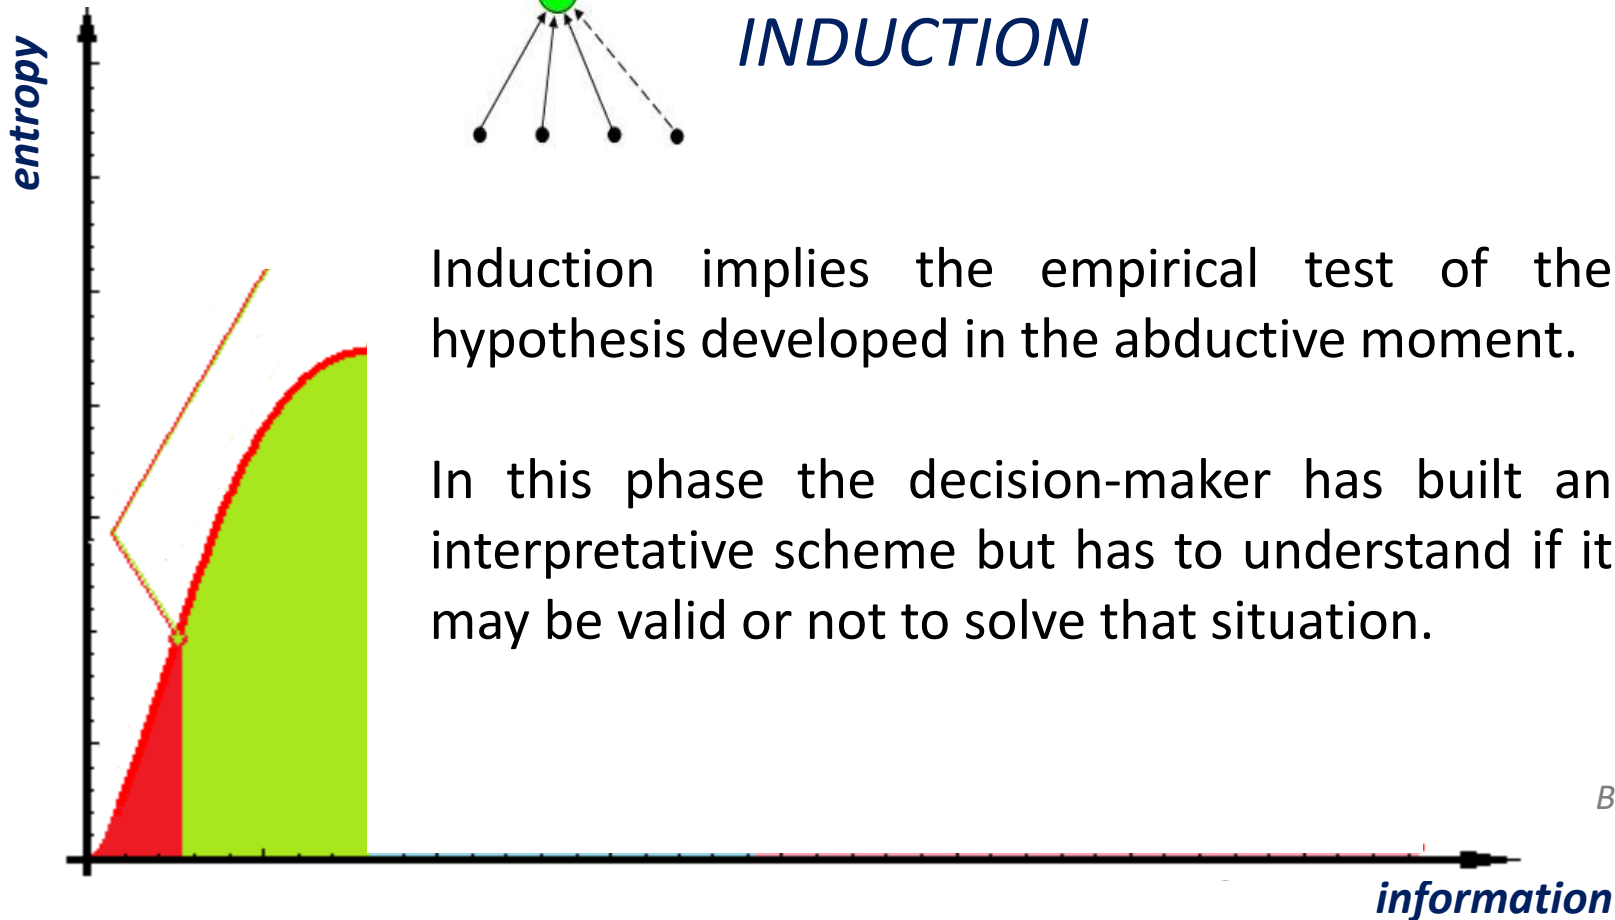 entropy
INDUCTION
Induction implies the empirical test of the
hypothesis developed in the abductive moment.
In this phase the decision-maker has built an
interpretative scheme but has to understand if it
may be valid or not to solve that situation.
B
information